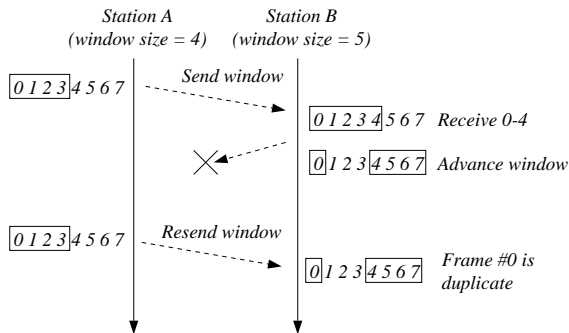 Station A
(window size = 4)
Station B
(window size = 5)
Send window
0 1 2 3 4 5 6 7
0 1 2 3 4 5 6 7 Receive 0-4
0 1 2 3 4 5 6 7 Advance window
Resend window
0 1 2 3 4 5 6 7
0 1 2 3 4 5 6 7
Frame #0 is
duplicate